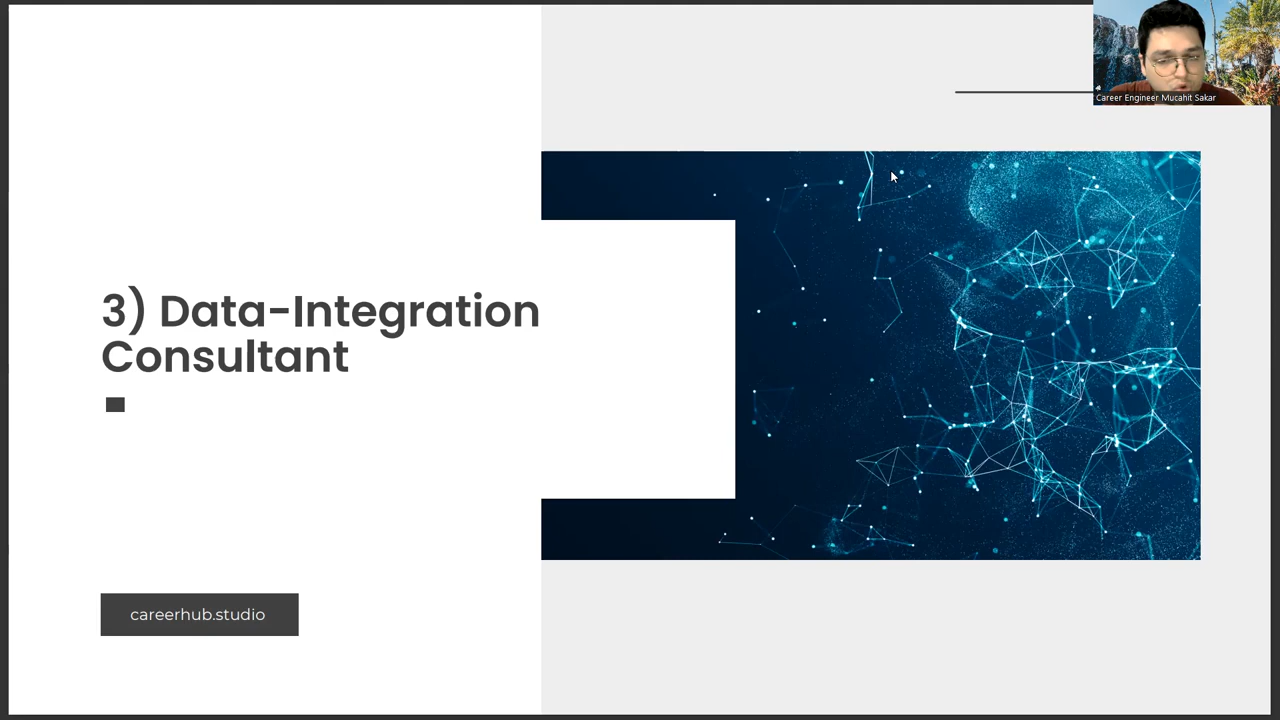 Career Engineer Mucahit Sakar
3) Data-Integration
Consultant
careerhub.studio